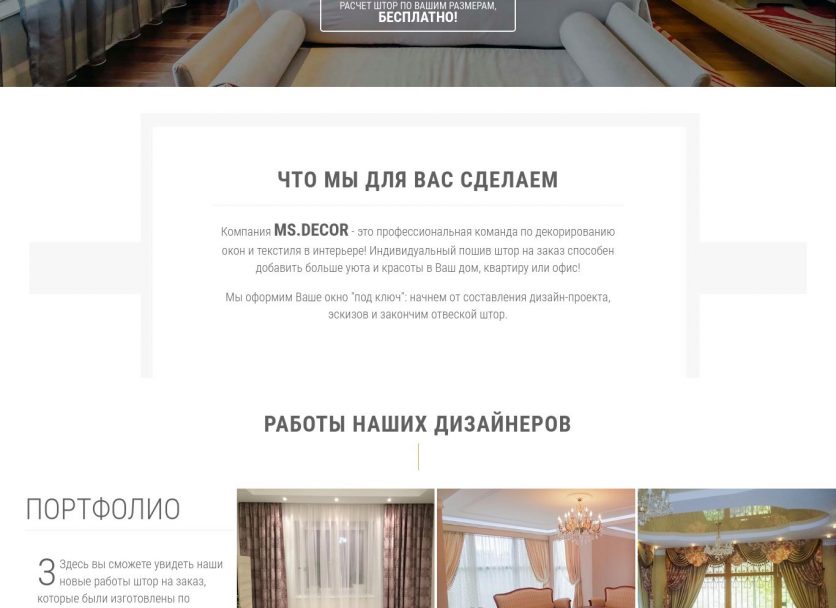 РАСЧЕТ ШТОР ПО ВАШИМ РАЗМЕРАМ,
БЕСПЛАТНО!
ЧТО МЫ ДЛЯ ВАС СДЕЛАЕМ
Компания MS.DECOR - это профессиональная команда по декорированию
окон и текстиля в интерьере! Индивидуальный пошив штор на заказ способен
добавить больше уюта и красоты в Ваш дом, квартиру или офис!
Мы оформим Ваше окно "под ключ": начнем от составления дизайн-проекта,
эскизов и закончим отвеской штор.
РАБОТЫ НАШИХ ДИЗАЙНЕРОВ
ПОРТФОЛИО
З Здесь вы сможете увидеть наши
новые работы штор на заказ,
которые были изготовлены по